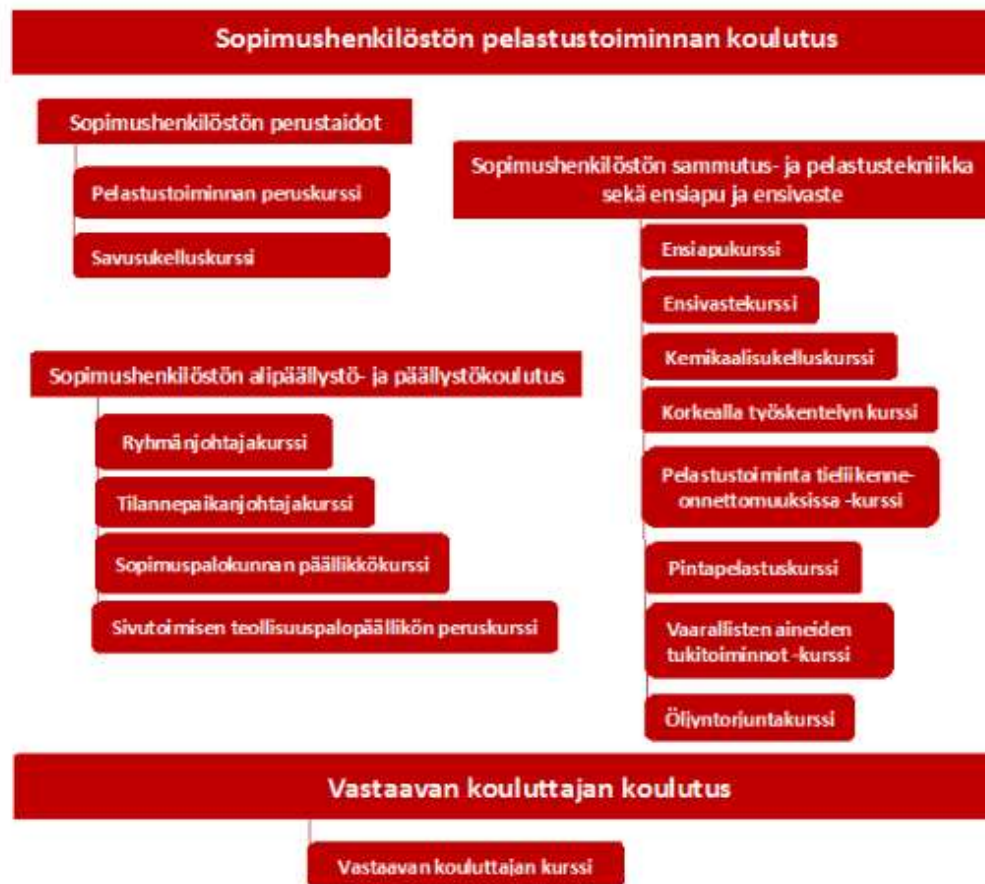 Sopimushenkilöstön pelastustoiminnan koulutus
Sopimushenkilöstön perustaidot
Pelastustoiminnan peruskurssi
Savusukelluskurssi
Sopimushenkilöstön alipäällystö- ja päällystökoulutus
Ryhmänjohtajakurssi
Tilannepaikanjohtajakurssi
Sopimuspalokunnan päällikkökurssi
Sivutoimisen teollisuuspalopäällikön peruskurssi
Sopimushenkilöstön sammutus- ja pelastustekniikka
sekä ensiapu ja ensivaste
Ensiapukurssi
Ensivastekurssi
Kemikaalisukelluskurssi
Korkealla työskentelyn kurssi
Pelastustoiminta tieliikenne-
onnettomuuksissa -kurssi
Pintapelastuskurssi
Vaarallisten aineiden
tukitoiminnot -kurssi
Öljyntorjuntakurssi
Vastaavan kouluttajan koulutus
Vastaavan kouluttajan kurssi